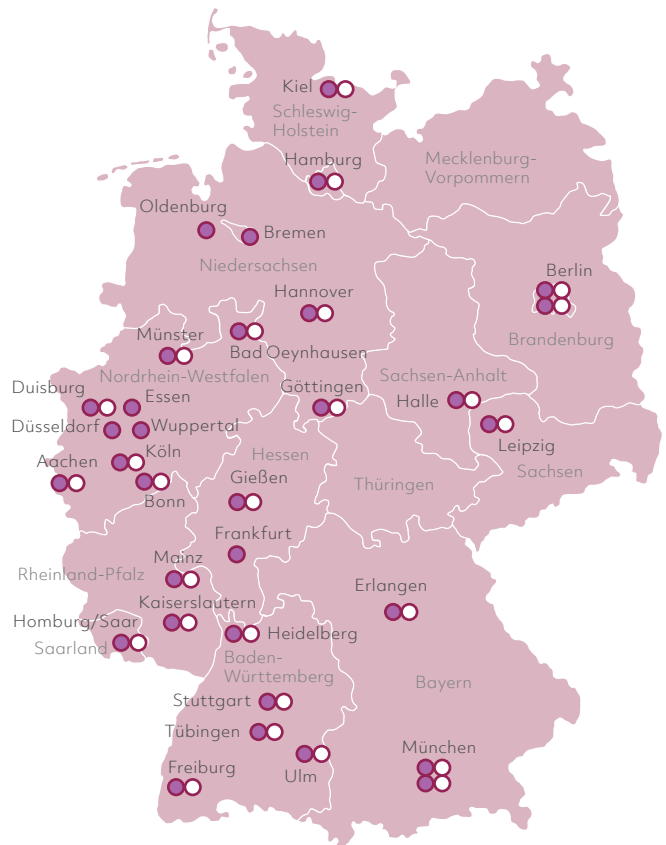 Kiel
Schleswig-
Holstein
Hamburg
Mecklenburg-
Vorpommern
Oldenburg
Bremen
Niedersachsen
Berlin
Hannover
Münster
Bad Oeynhausen
Brandenburg
Nordrhein-Westfalen
Sachsen-Anhalt
Duisburg
Essen
Göttingen
Halle
Düsseldorf
Wuppertal
Leipzig
Aachen
Köln
Hessen
Sachsen
Gießen
Thüringen
Bonn
Frankfurt
Mainz
Rheinland-Pfalz
Erlangen
Kaiserslautern
Homburg/Saar
Heidelberg
Saarland
Baden-
Württemberg
Bayern
Stuttgart
Tübingen
München
Freiburg
Ulm